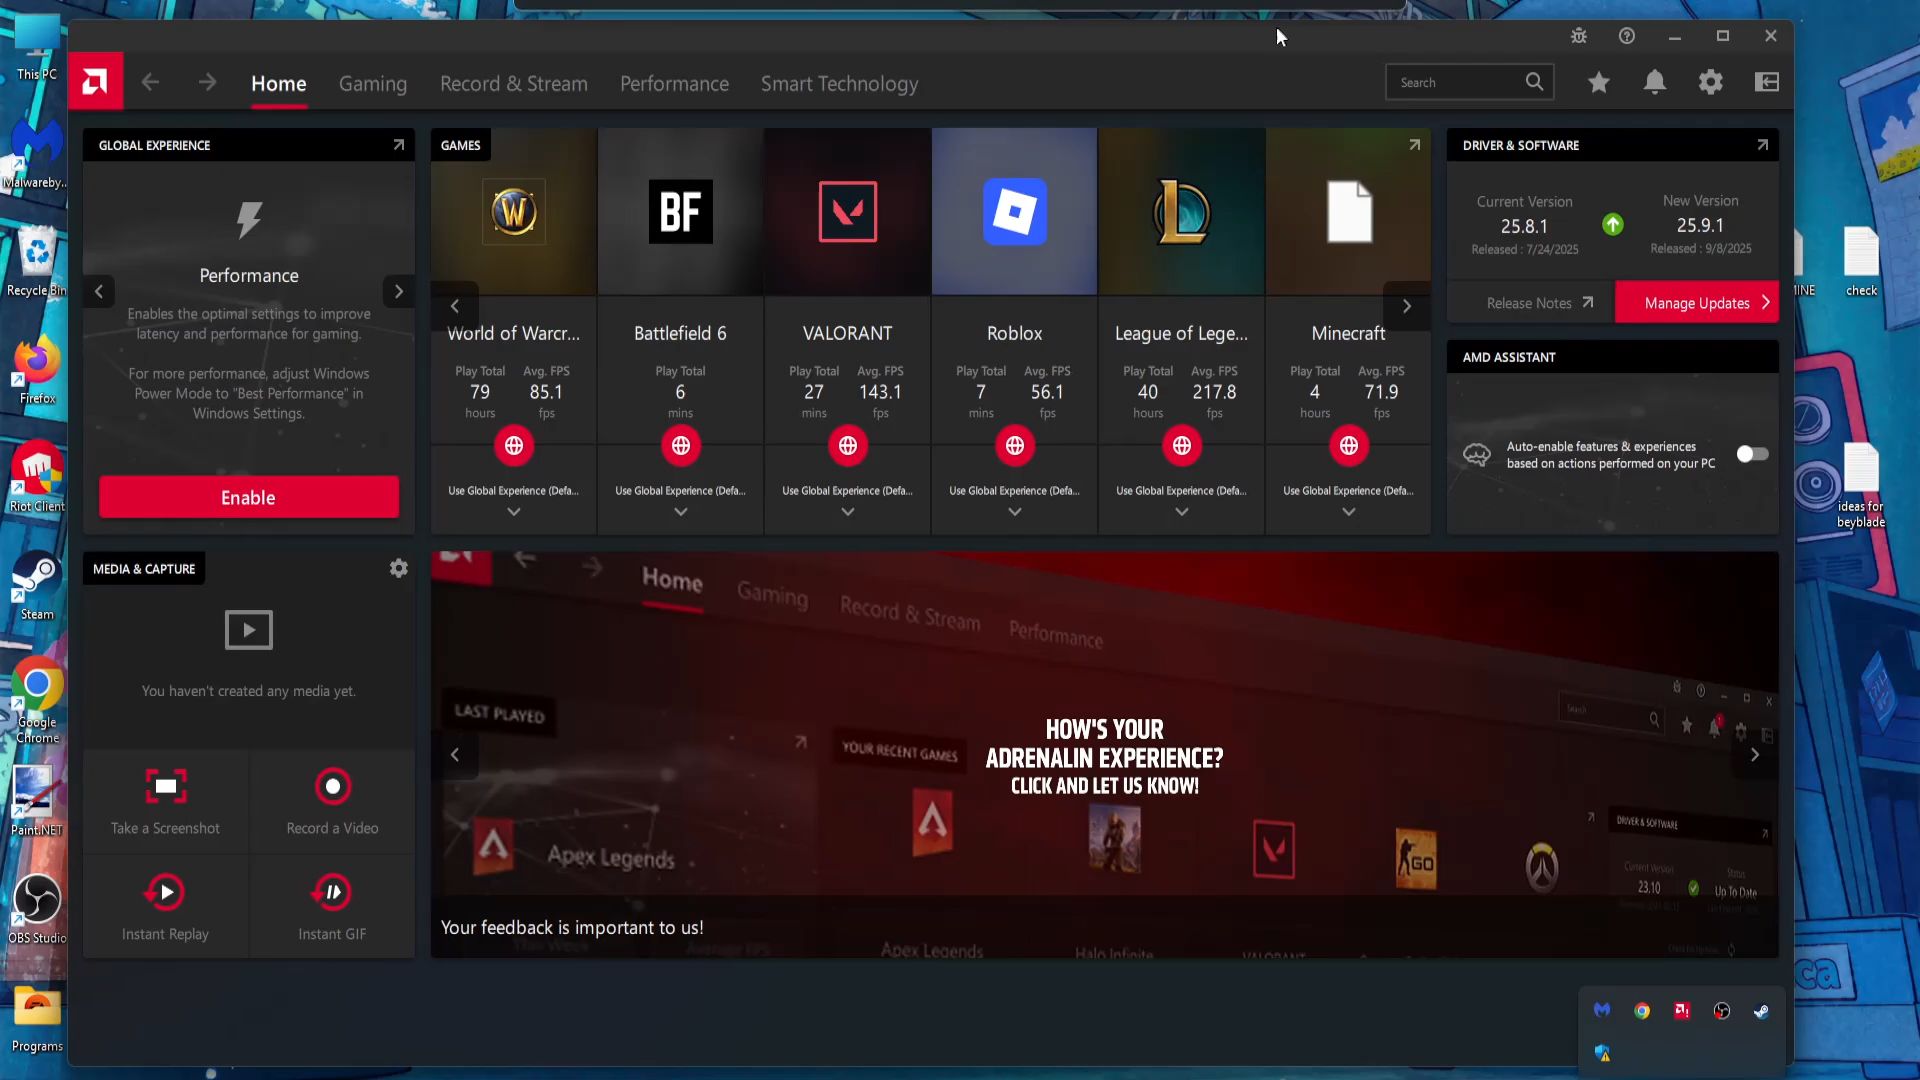 This PC
Malwareby...
Recycle Bin
Firefox
Riot Client
Steam
Google
Chrome
Paint.NET
OBS Studio
Programs
Home
Gaming
Record & Stream
Performance
Smart Technology
Search
GLOBAL EXPERIENCE
Performance
Enables the optimal settings to improve
latency and performance for gaming.
For more performance, adjust Windows
Power Mode to "Best Performance" in
Windows Settings.
Enable
GAMES
BF
World of Warcr...
Battlefield 6
VALORANT
Roblox
League of Lege...
Minecraft
Play Total Avg. FPS
79 85.1
hours fps
Play Total
6
mins
Play Total Avg. FPS
27 143.1
mins fps
Play Total Avg. FPS
7 56.1
mins fps
Play Total Avg. FPS
40 217.8
hours fps
Play Total Avg. FPS
4 71.9
hours fps
Use Global Experience (Defa...
Use Global Experience (Defa...
Use Global Experience (Defa...
Use Global Experience (Defa...
Use Global Experience (Defa...
Use Global Experience (Defa...
DRIVER & SOFTWARE
Current Version
25.8.1
Released : 7/24/2025
New Version
25.9.1
Released : 9/8/2025
Release Notes
Manage Updates
AMD ASSISTANT
Auto-enable features & experiences
based on actions performed on your PC
MEDIA & CAPTURE
You haven't created any media yet.
Take a Screenshot
Record a Video
Instant Replay
Instant GIF
Home
Gaming
Record & Stream
Performance
Search
LAST PLAYED
YOUR RECENT GAMES
HOW'S YOUR
ADRENALIN EXPERIENCE?
CLICK AND LET US KNOW!
Apex Legends
GO
DRIVER & SOFTWARE
Current Version
23.10
Status
Up To Date
Your feedback is important to us!
This Week
Average FPS
Apex Legends
Halo Infinite
VALORANT
check
ideas for
beyblade
ca